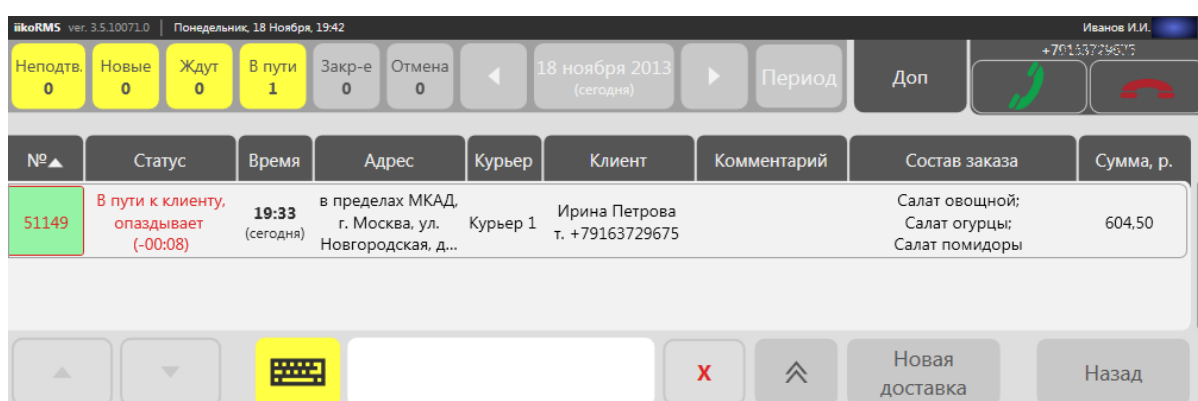 iikoRMS ver. 3.5.10071.0 | Понедельник, 18 Ноября, 19:42 Иванов И.И.
Неподтв. Новые Ждут В пути Закр-е Отмена 18 ноября 2013 Период Доп +79163729675
0 0 0 1 0 0 (сегодня)
№ Статус Время Адрес Курьер Клиент Комментарий Состав заказа Сумма, р.
В пути к клиенту, в пределах МКАД, Салат овощной;
51149 опаздывает 19:33 г. Москва, ул. Курьер 1 Ирина Петрова Салат огурцы; 604,50
(-00:08) (сегодня) Новгородская, д... т. +79163729675 Салат помидоры
X Новая Назад
доставка